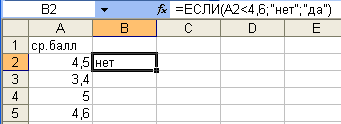 B2 fx =ЕСЛИ(A2<4,6;"нет";"да")
A B C D E
1 ср.балл
2 4,5 нет
3 3,4
4 5
5 4,6